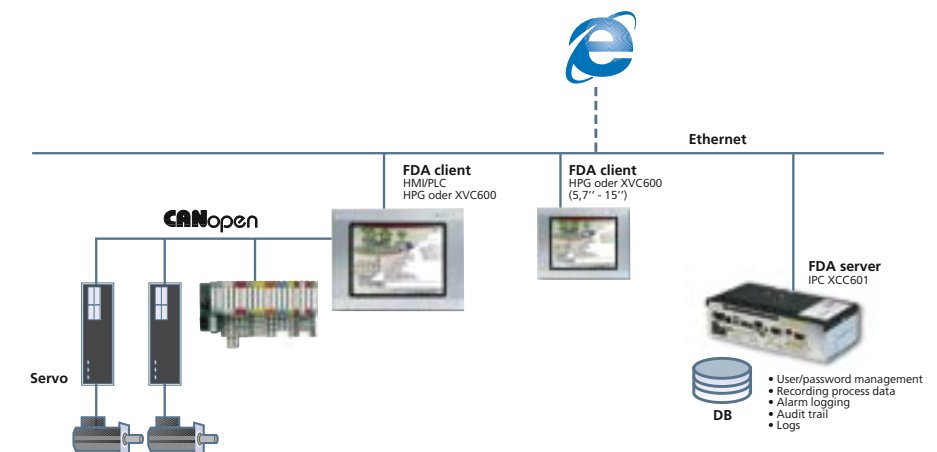 Ethernet
FDA client
HMI/PLC
HPG oder XVC600
FDA client
HPG oder XVC600
(5,7’’ - 15’’)
CANopen
FDA server
IPC XCC601
Servo
DB
• User/password management
• Recording process data
• Alarm logging
• Audit trail
• Logs